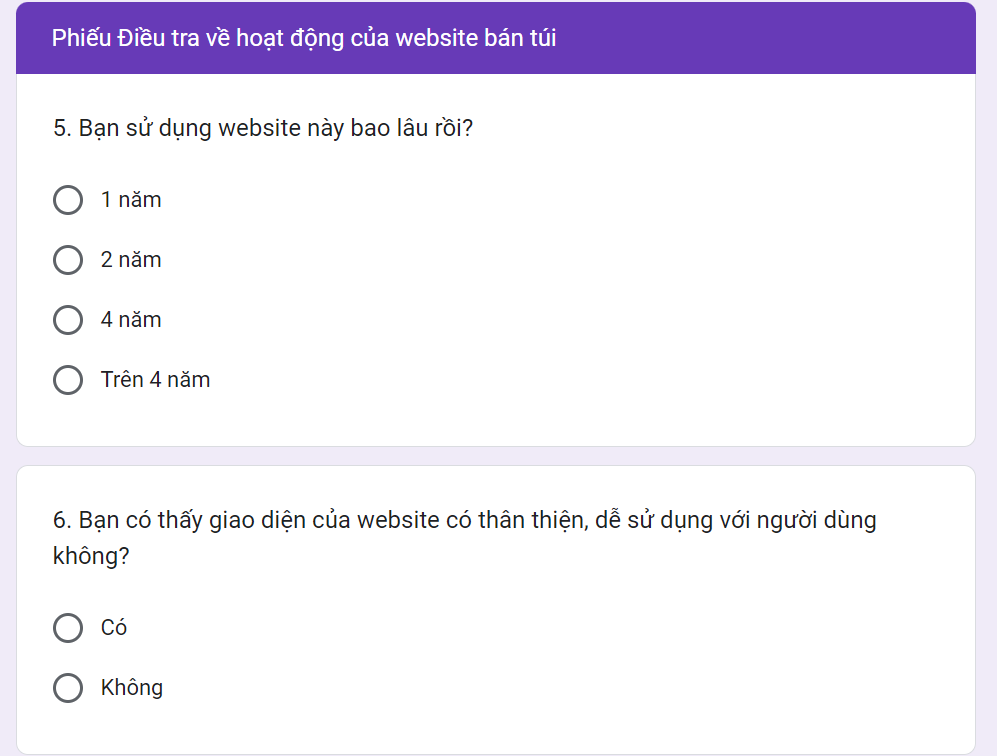 Phiếu Điều tra về hoạt động của website bán túi
5. Bạn sử dụng website này bao lâu rồi?
1 năm
2 năm
4 năm
Trên 4 năm
6. Bạn có thấy giao diện của website có thân thiện, dễ sử dụng với người dùng
không?
Có
Không